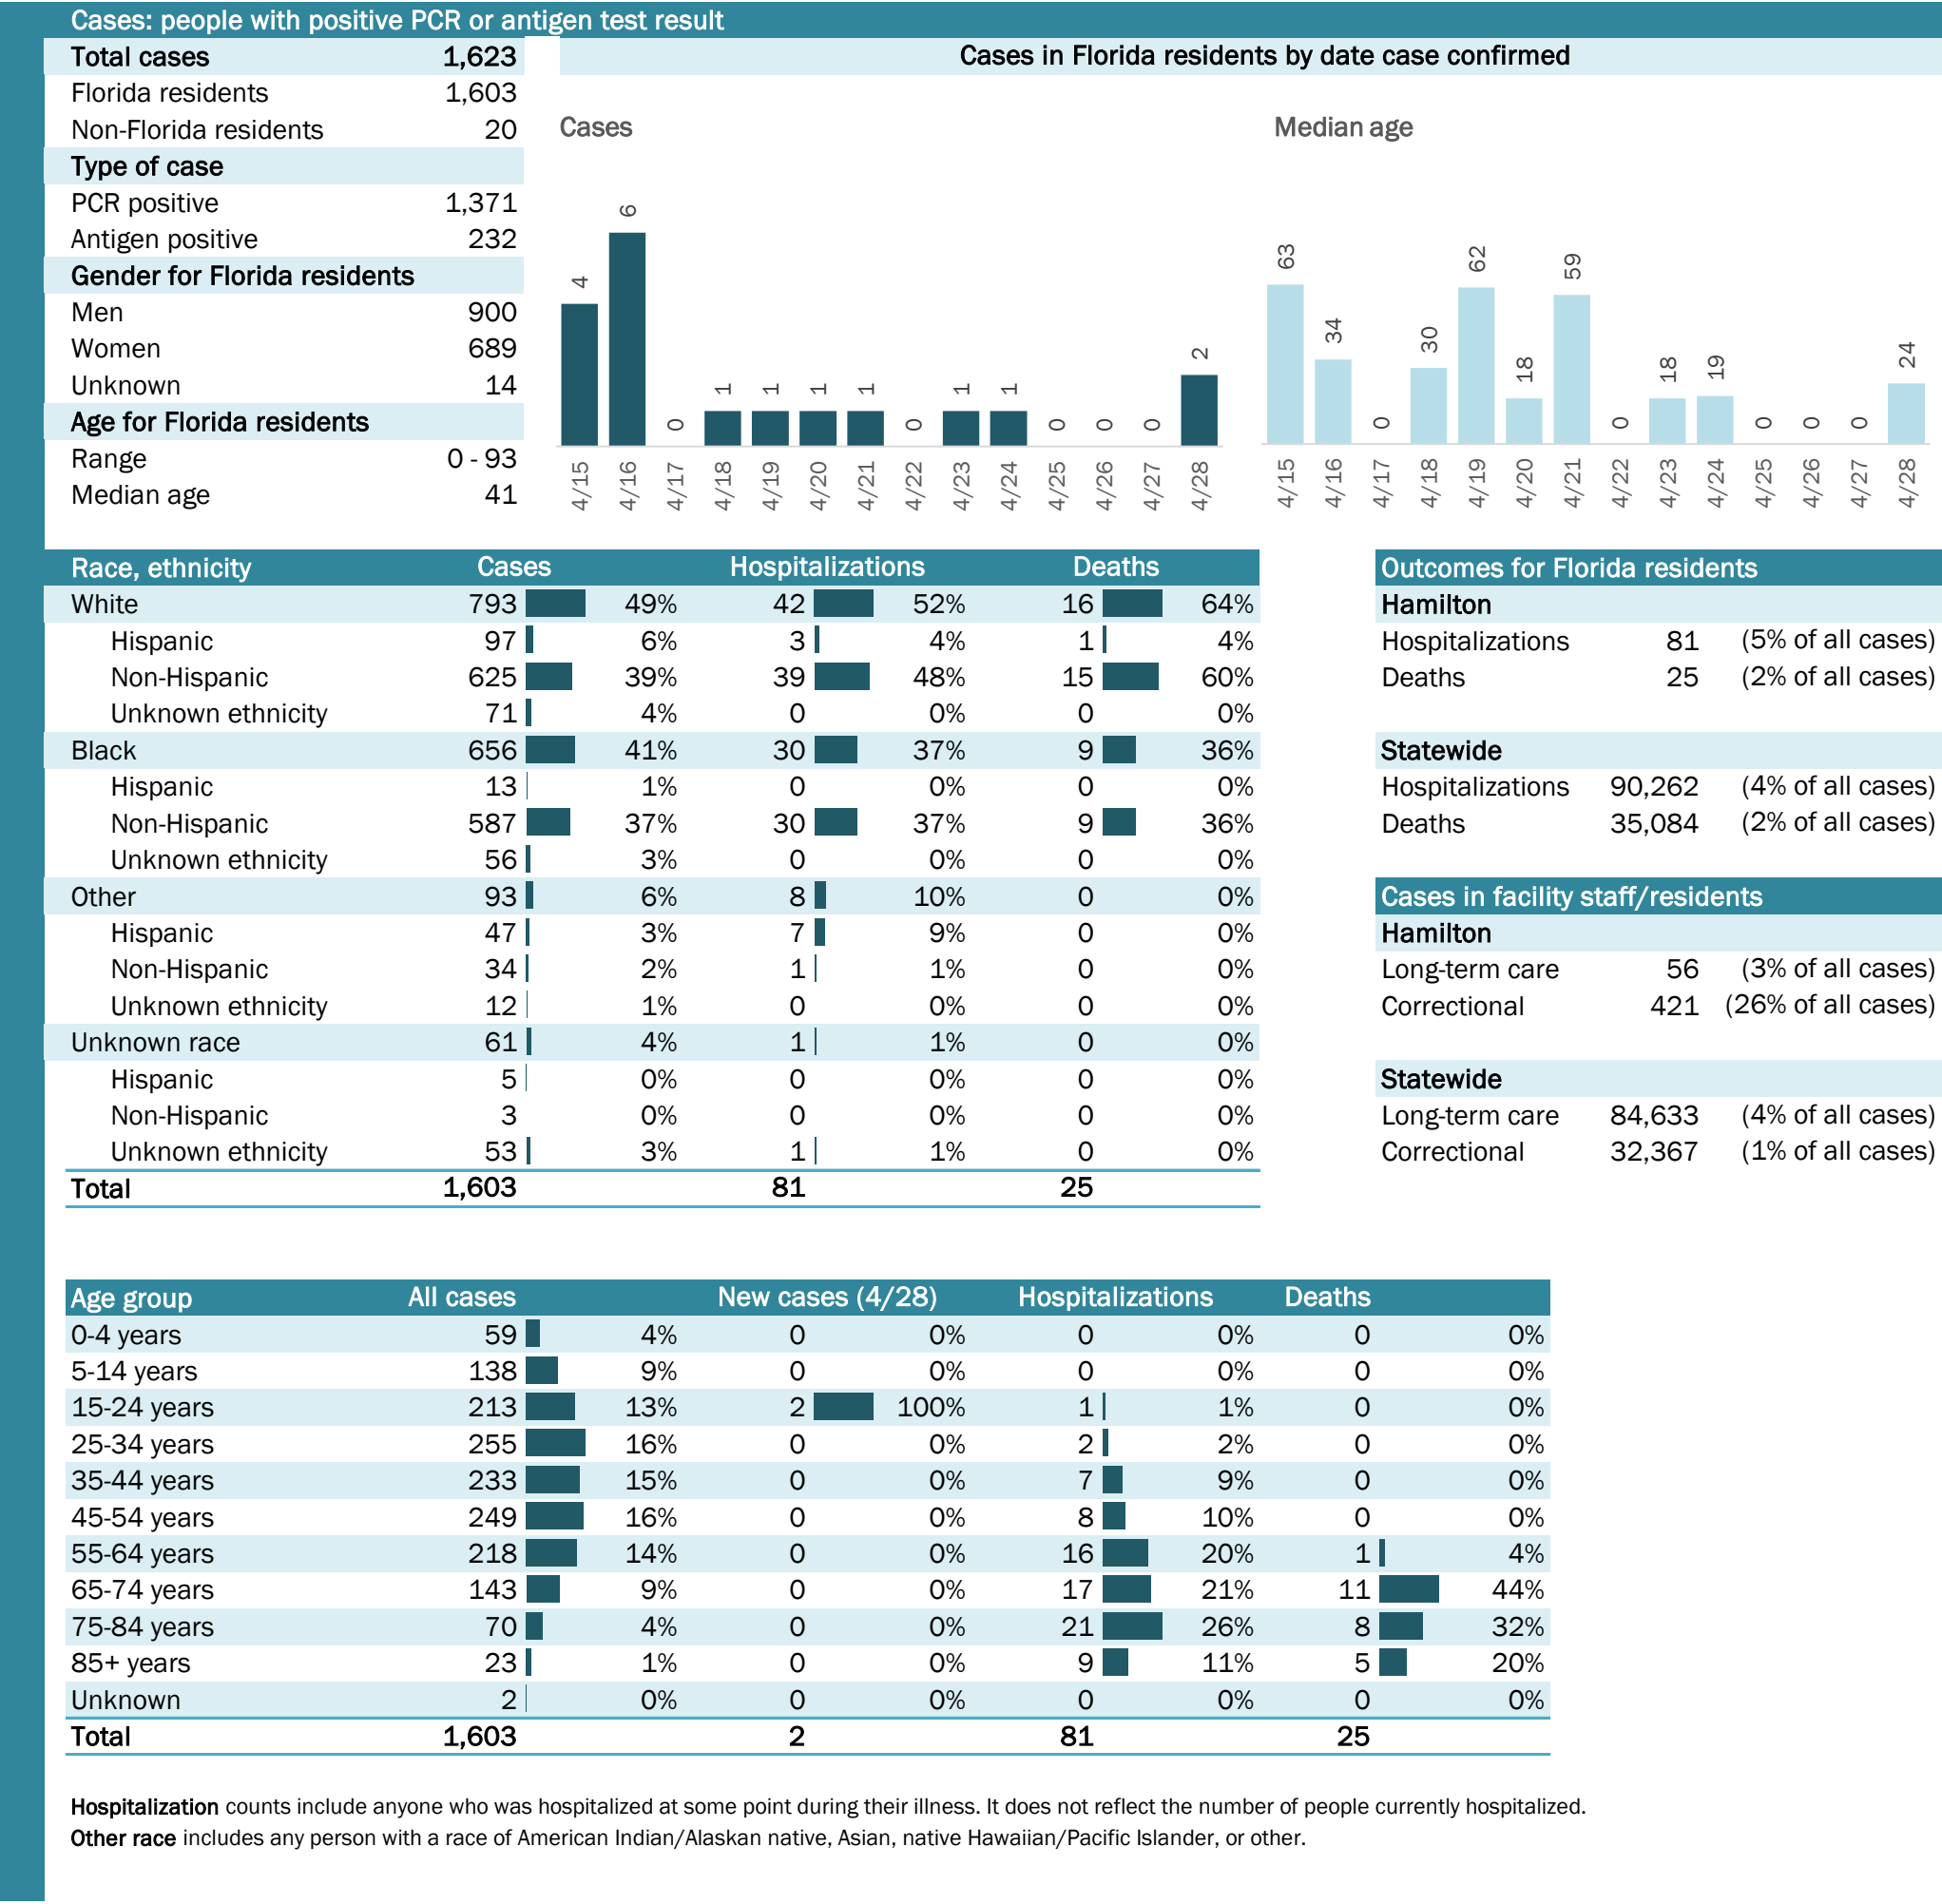 Cases: people with positive PCR or antigen test result
Total cases 1,623
Florida residents 1,603
Non-Florida residents 20
Type of case
PCR positive 1,371
Antigen positive 232
Gender for Florida residents
Men 900
Women 689
Unknown 14
Age for Florida residents
Range 0 - 93
Median age 41
Cases in Florida residents by date case confirmed
Cases
4 6 0 1 1 1 1 0 1 1 0 0 0 2
4/15 4/16 4/17 4/18 4/19 4/20 4/21 4/22 4/23 4/24 4/25 4/26 4/27 4/28
Median age
63 34 0 30 62 18 59 0 18 19 0 0 0 24
4/15 4/16 4/17 4/18 4/19 4/20 4/21 4/22 4/23 4/24 4/25 4/26 4/27 4/28
Race, ethnicity Cases Hospitalizations Deaths
White 793 49% 42 52% 16 64%
Hispanic 97 6% 3 4% 1 4%
Non-Hispanic 625 39% 39 48% 15 60%
Unknown ethnicity 71 4% 0 0% 0 0%
Black 656 41% 30 37% 9 36%
Hispanic 13 1% 0 0% 0 0%
Non-Hispanic 587 37% 30 37% 9 36%
Unknown ethnicity 56 3% 0 0% 0 0%
Other 93 6% 8 10% 0 0%
Hispanic 47 3% 7 9% 0 0%
Non-Hispanic 34 2% 1 1% 0 0%
Unknown ethnicity 12 1% 0 0% 0 0%
Unknown race 61 4% 1 1% 0 0%
Hispanic 5 0% 0 0% 0 0%
Non-Hispanic 3 0% 0 0% 0 0%
Unknown ethnicity 53 3% 1 1% 0 0%
Total 1,603 81 25
Outcomes for Florida residents
Hamilton
Hospitalizations 81 (5% of all cases)
Deaths 25 (2% of all cases)
Statewide
Hospitalizations 90,262 (4% of all cases)
Deaths 35,084 (2% of all cases)
Cases in facility staff/residents
Hamilton
Long-term care 56 (3% of all cases)
Correctional 421 (26% of all cases)
Statewide
Long-term care 84,633 (4% of all cases)
Correctional 32,367 (1% of all cases)
Age group All cases New cases (4/28) Hospitalizations Deaths
0-4 years 59 4% 0 0% 0 0% 0 0%
5-14 years 138 9% 0 0% 0 0% 0 0%
15-24 years 213 13% 2 100% 1 1% 0 0%
25-34 years 255 16% 0 0% 2 2% 0 0%
35-44 years 233 15% 0 0% 7 9% 0 0%
45-54 years 249 16% 0 0% 8 10% 0 0%
55-64 years 218 14% 0 0% 16 20% 1 4%
65-74 years 143 9% 0 0% 17 21% 11 44%
75-84 years 70 4% 0 0% 21 26% 8 32%
85+ years 23 1% 0 0% 9 11% 5 20%
Unknown 2 0% 0 0% 0 0% 0 0%
Total 1,603 2 81 25
Hospitalization counts include anyone who was hospitalized at some point during their illness. It does not reflect the number of people currently hospitalized.
Other race includes any person with a race of American Indian/Alaskan native, Asian, native Hawaiian/Pacific Islander, or other.